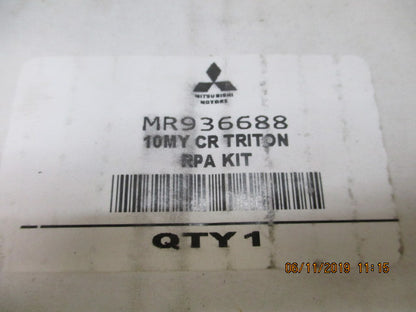 MITSUBISHI
MOTORS
MR936688
10MY CR TRITON
RPA KIT
QTY 1
06/11/2019 11:15